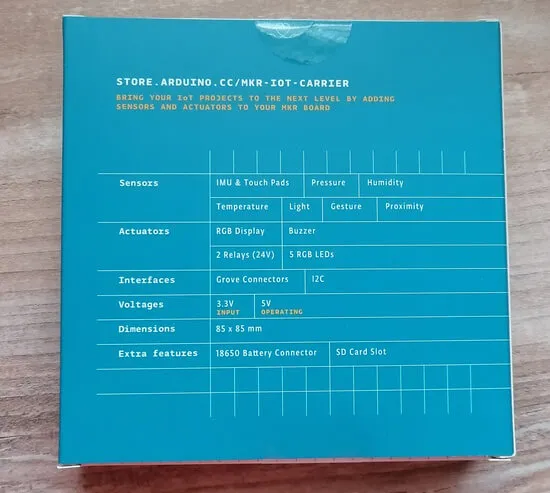 STORE.ARDUINO.CC/MKR-IOT-CARRIER
BRING YOUR IoT PROJECTS TO THE NEXT LEVEL BY ADDING
SENSORS AND ACTUATORS TO YOUR MKR BOARD
Sensors IMU & Touch Pads Pressure Humidity
Temperature Light Gesture Proximity
Actuators RGB Display Buzzer
2 Relays (24V) 5 RGB LEDs
Interfaces Grove Connectors I2C
Voltages 3.3V 5V
INPUT OPERATING
Dimensions 85 x 85 mm
Extra features 18650 Battery Connector SD Card Slot